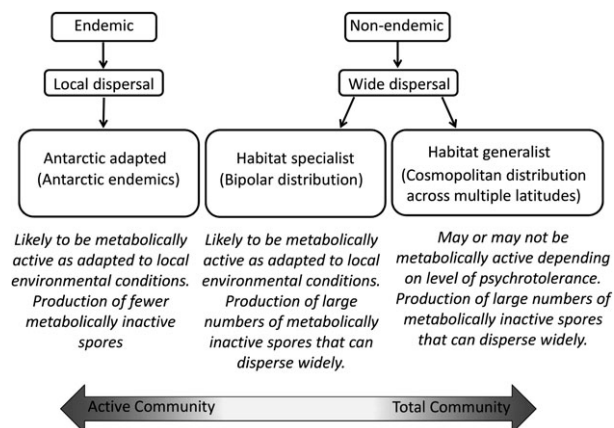 Endemic
Non-endemic
Local dispersal
Wide dispersal
Antarctic adapted
(Antarctic endemics)
Habitat specialist
(Bipolar distribution)
Habitat generalist
(Cosmopolitan distribution
across multiple latitudes)
Likely to be metabolically
active as adapted to local
environmental conditions.
Production of fewer
metabolically inactive
spores
Likely to be metabolically
active as adapted to local
environmental conditions.
Production of large
numbers of metabolically
inactive spores that can
disperse widely.
May or may not be
metabolically active depending
on level of psychrotolerance.
Production of large numbers of
metabolically inactive spores
that can disperse widely.
Active Community
Total Community